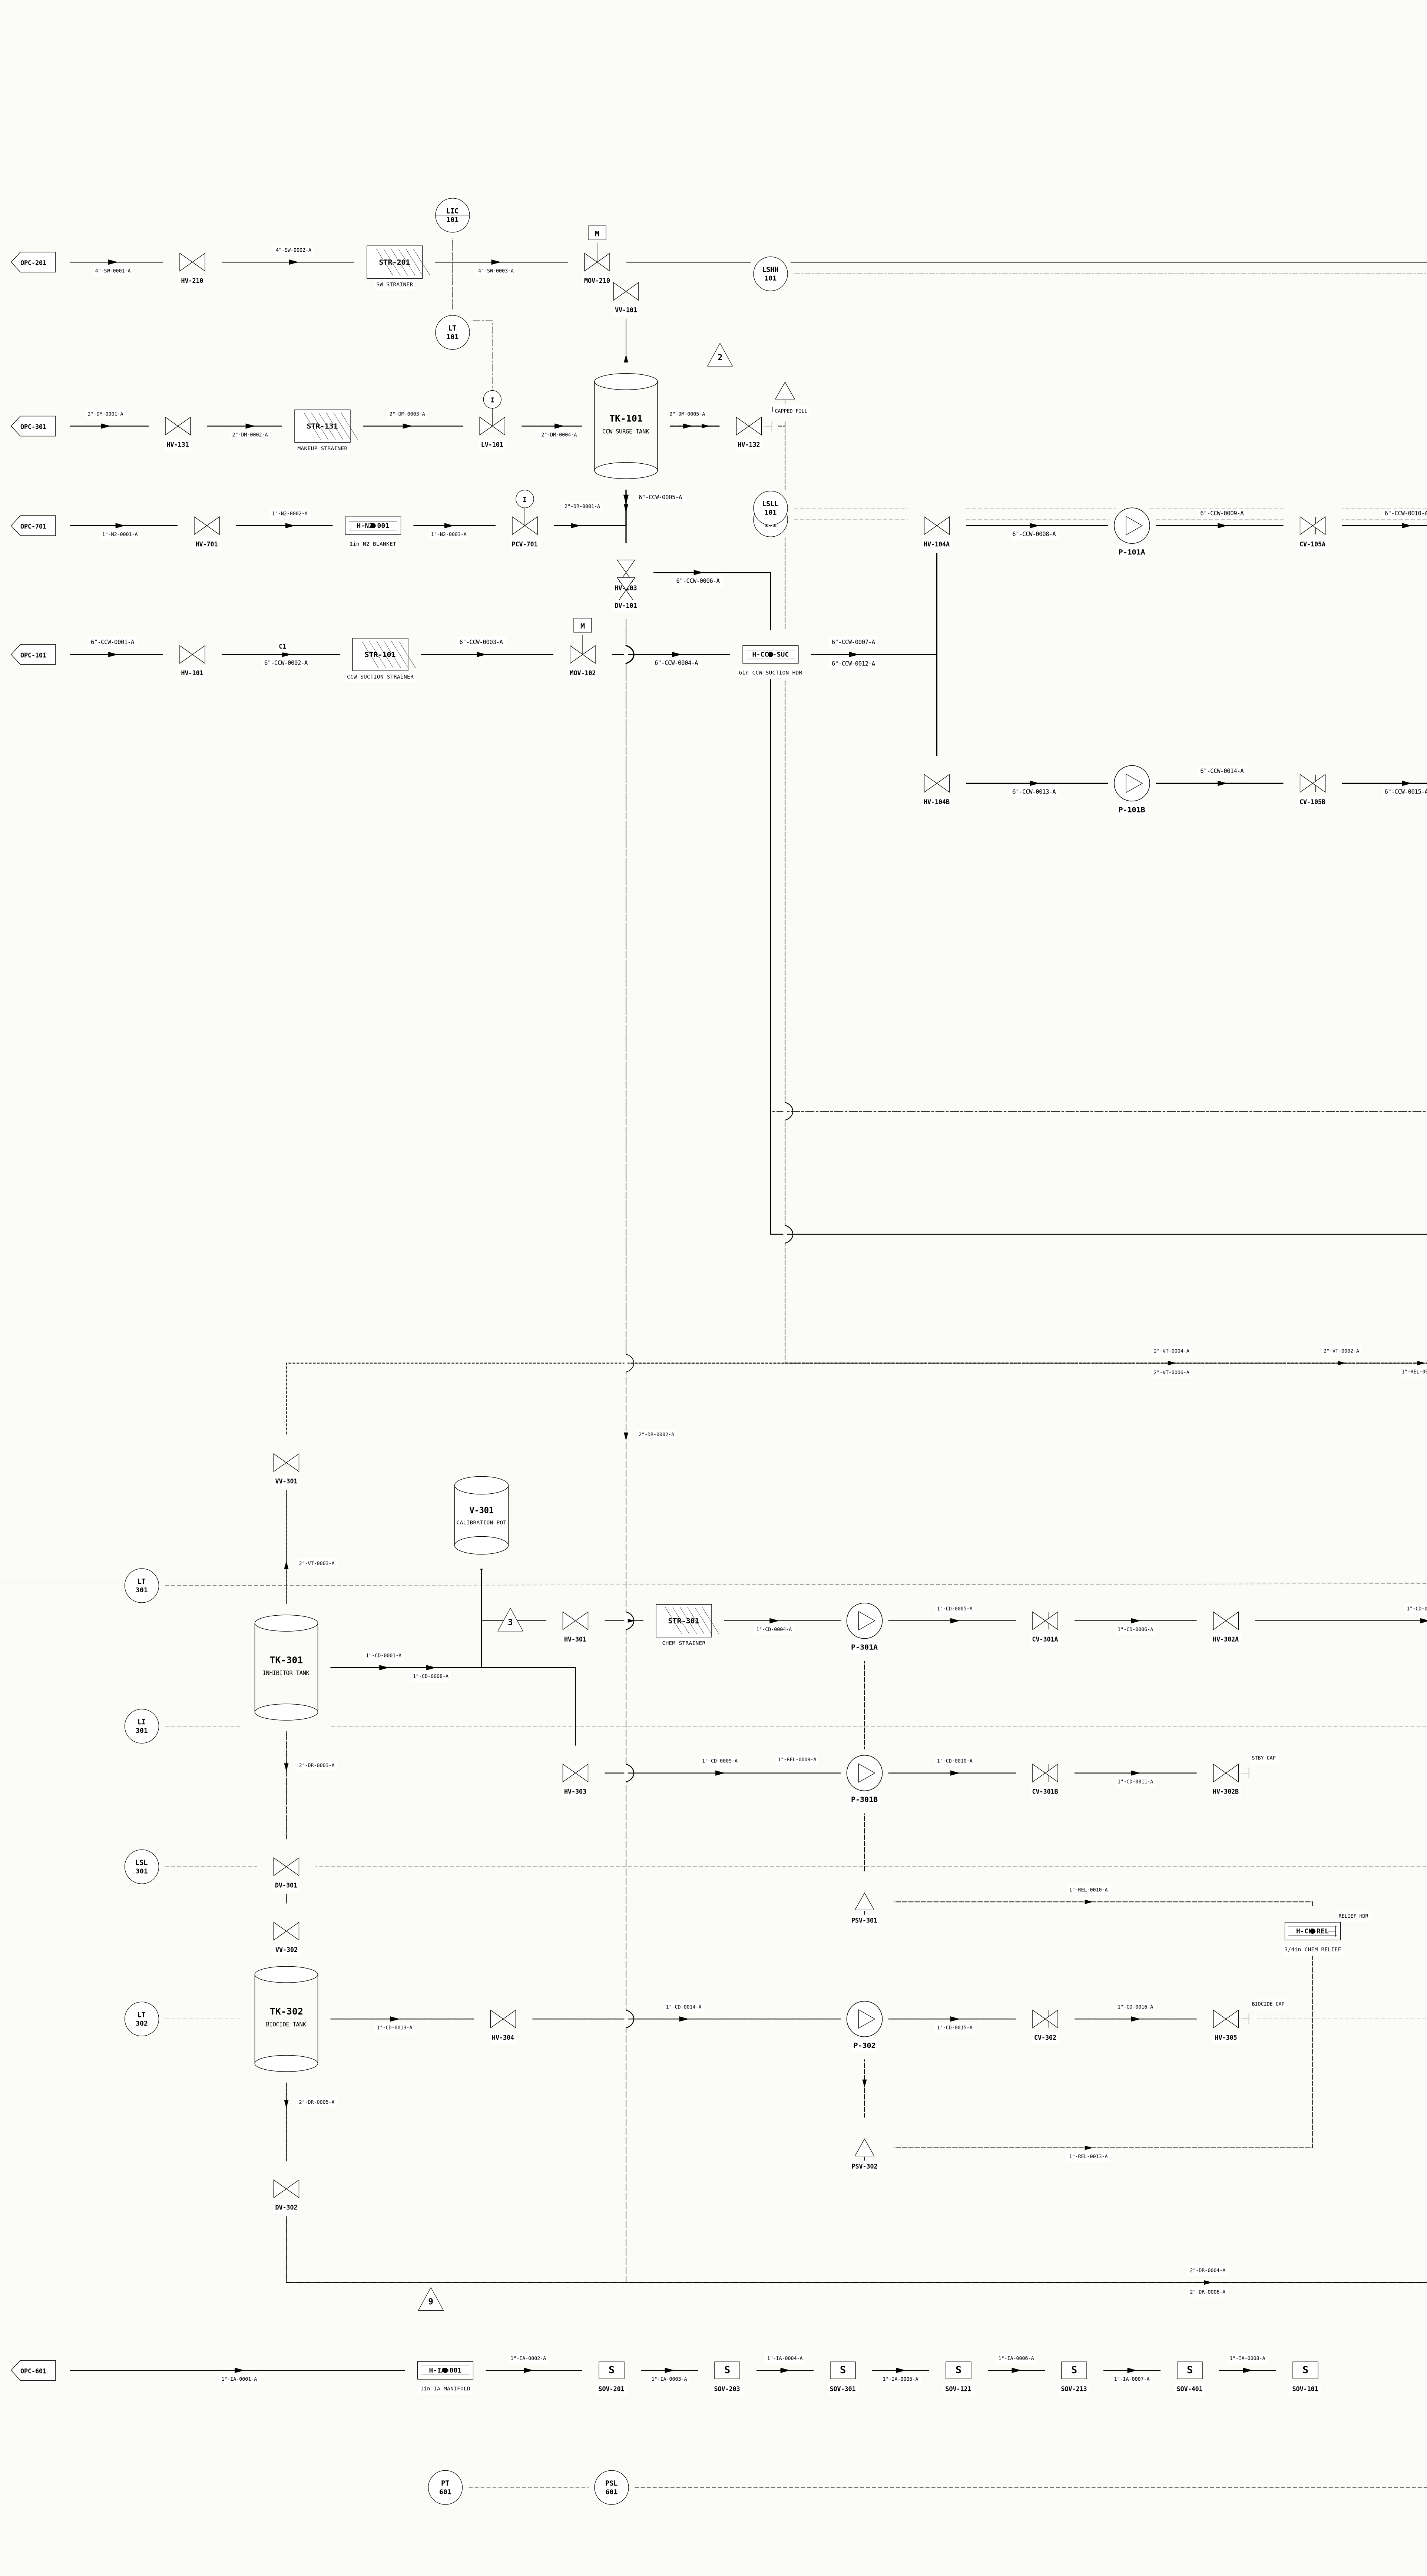 LIC
101
4"-SW-0002-A
M
OPC-201
STR-201
4"-SW-0001-A
4"-SW-0003-A
HV-210
SW STRAINER
MOV-210
LSHH
101
VV-101
LT
101
2
I
CAPPED FILL
2"-DM-0001-A
2"-DM-0003-A
2"-DM-0005-A
TK-101
OPC-301
STR-131
CCW SURGE TANK
2"-DM-0002-A
2"-DM-0004-A
HV-131
MAKEUP STRAINER
LV-101
HV-132
6"-CCW-0005-A
I
2"-DR-0001-A
LSLL
101
1"-N2-0002-A
6"-CCW-0009-A
6"-CCW-0010-A
OPC-701
1in N2 BLANKET
1"-N2-0001-A
1"-N2-0003-A
6"-CCW-0008-A
HV-701
PCV-701
HV-104A
P-101A
CV-105A
6"-CCW-0006-A
DV-101
M
6"-CCW-0001-A
C1
6"-CCW-0003-A
6"-CCW-0007-A
OPC-101
STR-101
6"-CCW-0002-A
6"-CCW-0004-A
6"-CCW-0012-A
HV-101
CCW SUCTION STRAINER
MOV-102
6in CCW SUCTION HDR
6"-CCW-0014-A
6"-CCW-0013-A
6"-CCW-0015-A
HV-104B
P-101B
CV-105B
2"-VT-0004-A
2"-VT-0002-A
2"-VT-0006-A
2"-DR-0002-A
VV-301
V-301
CALIBRATION POT
2"-VT-0003-A
LT
301
1"-CD-0005-A
3
STR-301
1"-CD-0004-A
1"-CD-0006-A
HV-301
CHEM STRAINER
P-301A
CV-301A
HV-302A
1"-CD-0001-A
TK-301
INHIBITOR TANK
1"-CD-0008-A
LI
301
2"-DR-0003-A
1"-CD-0009-A
1"-REL-0009-A
1"-CD-0010-A
STBY CAP
1"-CD-0011-A
HV-303
P-301B
CV-301B
HV-302B
LSL
301
DV-301
1"-REL-0010-A
PSV-301
RELIEF HDR
VV-302
3/4in CHEM RELIEF
1"-CD-0014-A
1"-CD-0016-A
BIOCIDE CAP
LT
302
TK-302
BIOCIDE TANK
1"-CD-0013-A
1"-CD-0015-A
HV-304
P-302
CV-302
HV-305
2"-DR-0005-A
1"-REL-0013-A
PSV-302
DV-302
2"-DR-0004-A
2"-DR-0006-A
9
1"-IA-0002-A
1"-IA-0004-A
1"-IA-0006-A
1"-IA-0008-A
OPC-601
S
S
S
S
S
S
S
1"-IA-0001-A
1"-IA-0003-A
1"-IA-0005-A
1"-IA-0007-A
1in IA MANIFOLD
SOV-201
SOV-203
SOV-301
SOV-121
SOV-213
SOV-401
SOV-101
PT
601
PSL
601